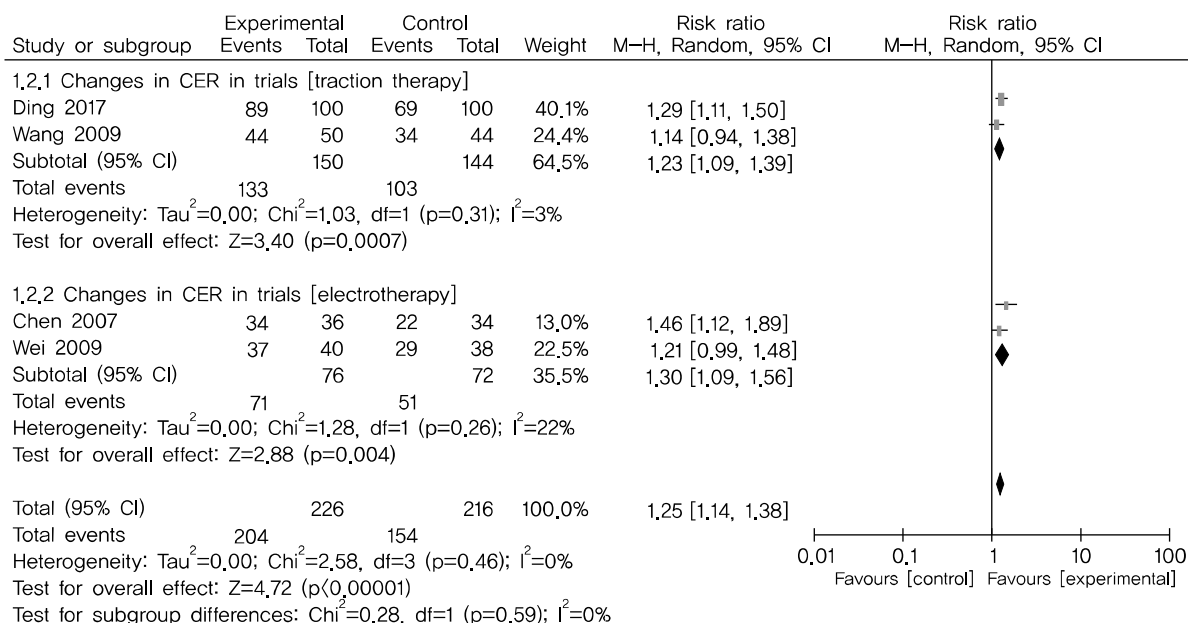 Experimental Control Risk ratio Risk ratio
Study or subgroup Events Total Events Total Weight M-H, Random, 95% CI M-H, Random, 95% CI
1.2.1 Changes in CER in trials [traction therapy]
Ding 2017 89 100 69 100 40.1% 1.29 [1.11, 1.50]
Wang 2009 44 50 34 44 24.4% 1.14 [0.94, 1.38]
Subtotal (95% CI) 150 144 64.5% 1.23 [1.09, 1.39]
Total events 133 103
Heterogeneity: Tau²=0.00; Chi²=1.03, df=1 (p=0.31); I²=3%
Test for overall effect: Z=3.40 (p=0.0007)
1.2.2 Changes in CER in trials [electrotherapy]
Chen 2007 34 36 22 34 13.0% 1.46 [1.12, 1.89]
Wei 2009 37 40 29 38 22.5% 1.21 [0.99, 1.48]
Subtotal (95% CI) 76 72 35.5% 1.30 [1.09, 1.56]
Total events 71 51
Heterogeneity: Tau²=0.00; Chi²=1.28, df=1 (p=0.26); I²=22%
Test for overall effect: Z=2.88 (p=0.004)
Total (95% CI) 226 216 100.0% 1.25 [1.14, 1.38]
Total events 204 154
Heterogeneity: Tau²=0.00; Chi²=2.58, df=3 (p=0.46); I²=0%
Test for overall effect: Z=4.72 (p<0.00001)
Test for subgroup differences: Chi²=0.28, df=1 (p=0.59); I²=0%
0.01 0.1 1 10 100
Favours [control] Favours [experimental]